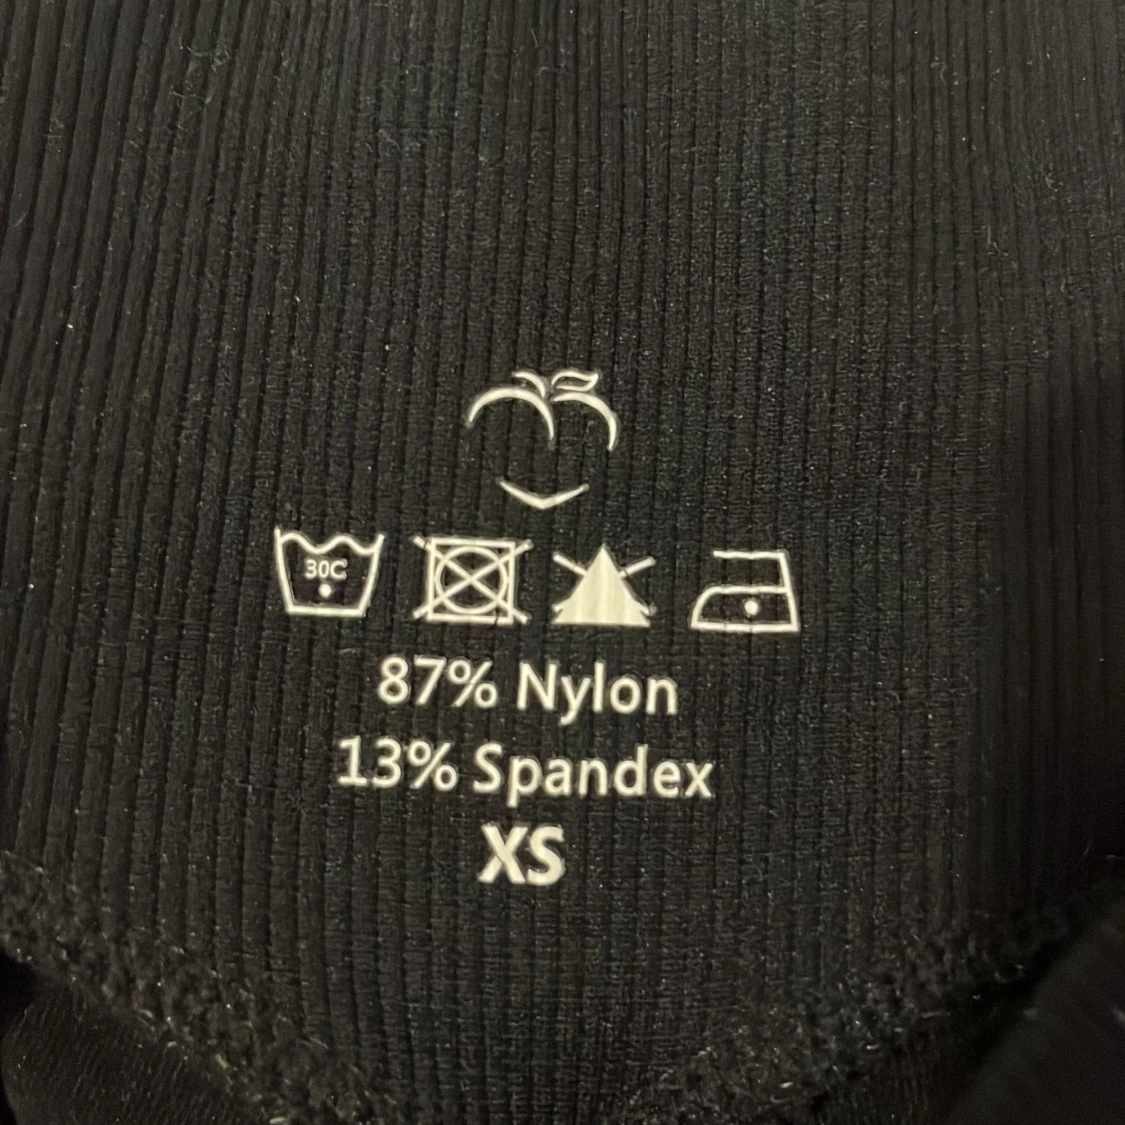 30C
87% Nylon
13% Spandex
XS